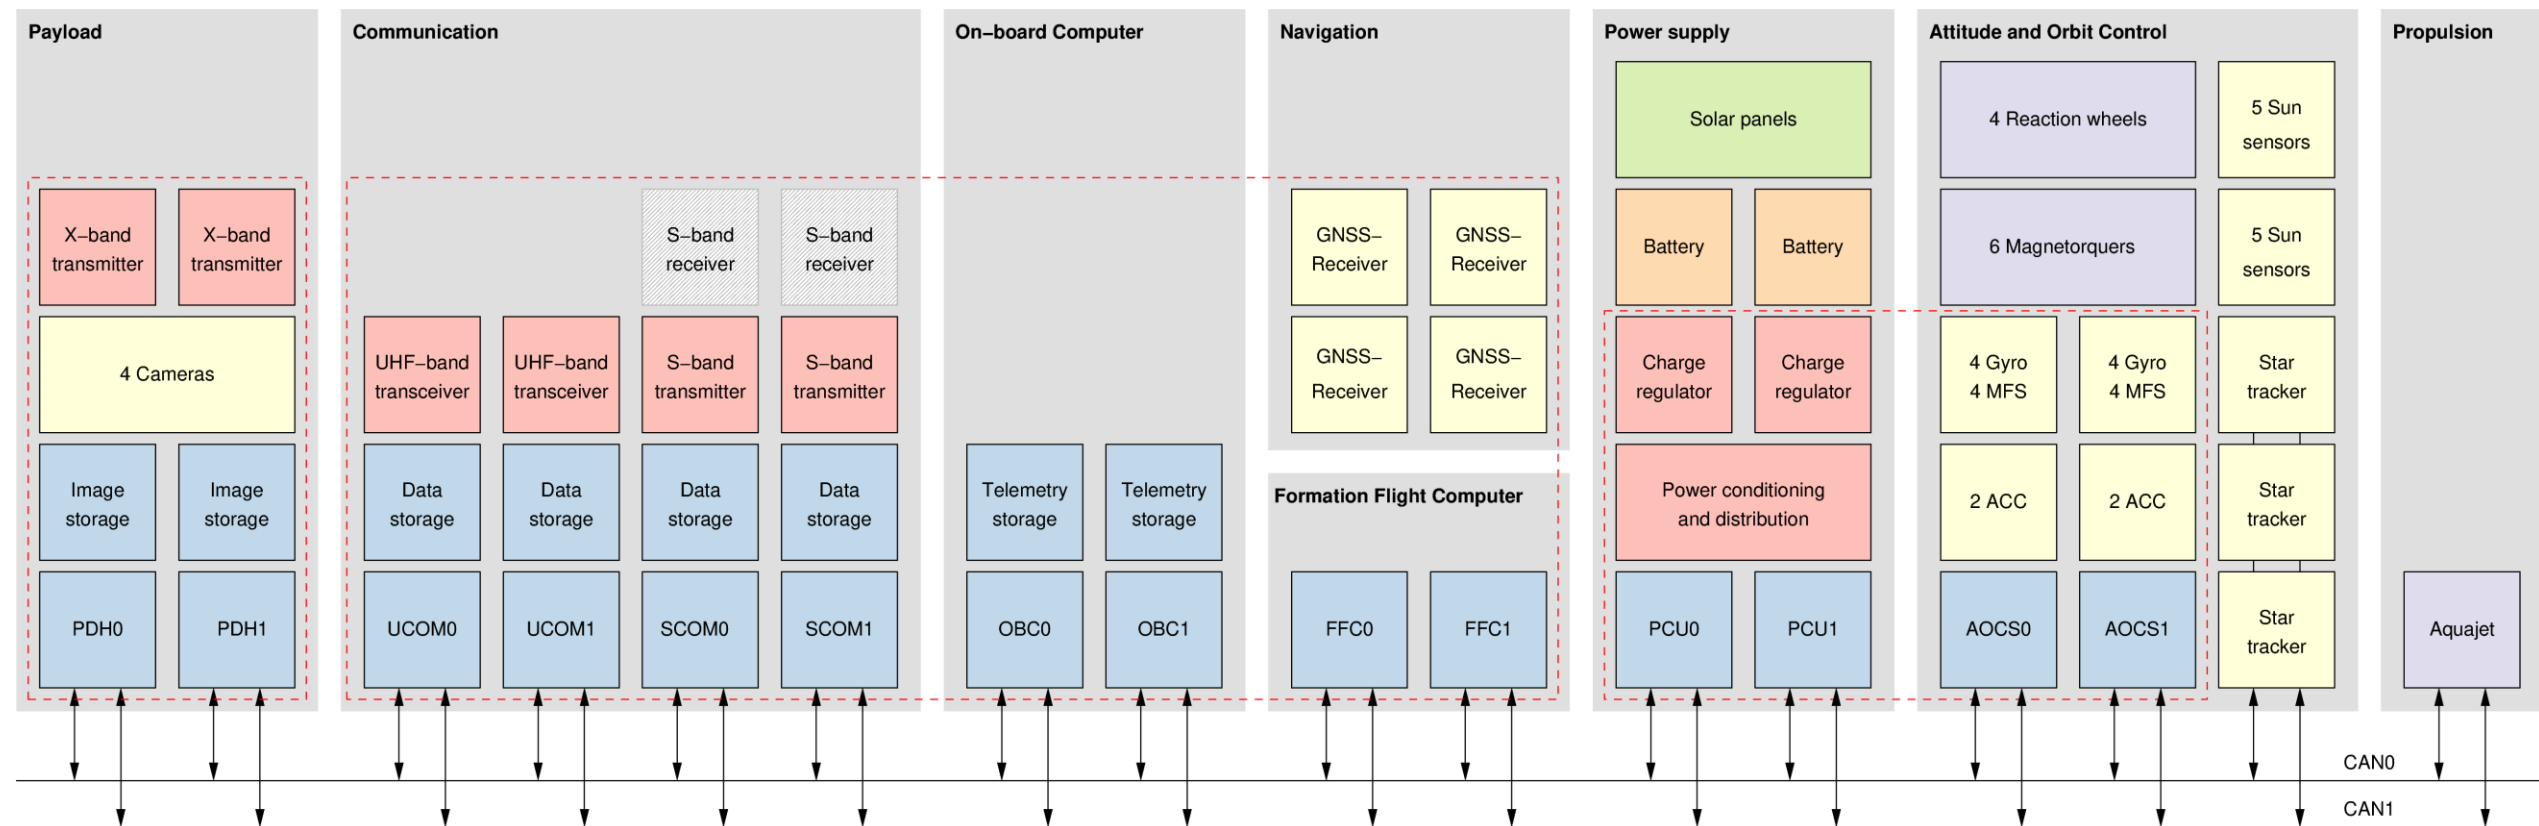 Payload
X–band
transmitter
X–band
transmitter
4 Cameras
Image
storage
Image
storage
PDH0
PDH1
Communication
S–band
receiver
S–band
receiver
UHF–band
transceiver
UHF–band
transceiver
S–band
transmitter
S–band
transmitter
Data
storage
Data
storage
Data
storage
Data
storage
UCOM0
UCOM1
SCOM0
SCOM1
On–board Computer
Telemetry
storage
Telemetry
storage
OBC0
OBC1
Navigation
GNSS–
Receiver
GNSS–
Receiver
GNSS–
Receiver
GNSS–
Receiver
Formation Flight Computer
FFC0
FFC1
Power supply
Solar panels
Battery
Battery
Charge
regulator
Charge
regulator
Power conditioning
and distribution
PCU0
PCU1
Attitude and Orbit Control
4 Reaction wheels
5 Sun
sensors
6 Magnetorquers
5 Sun
sensors
4 Gyro
4 MFS
4 Gyro
4 MFS
Star
tracker
2 ACC
2 ACC
Star
tracker
AOCS0
AOCS1
Star
tracker
Propulsion
Aquajet
CAN0
CAN1